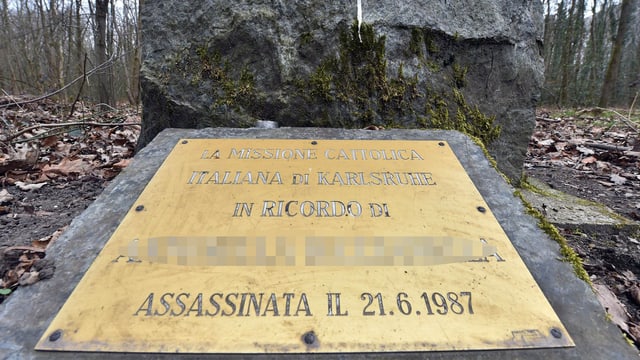 LA MISSIONE CATTOLICA
ITALIANA DI KARLSRUHE
IN RICORDO DI
ASSASSINATA IL 21.6.1987